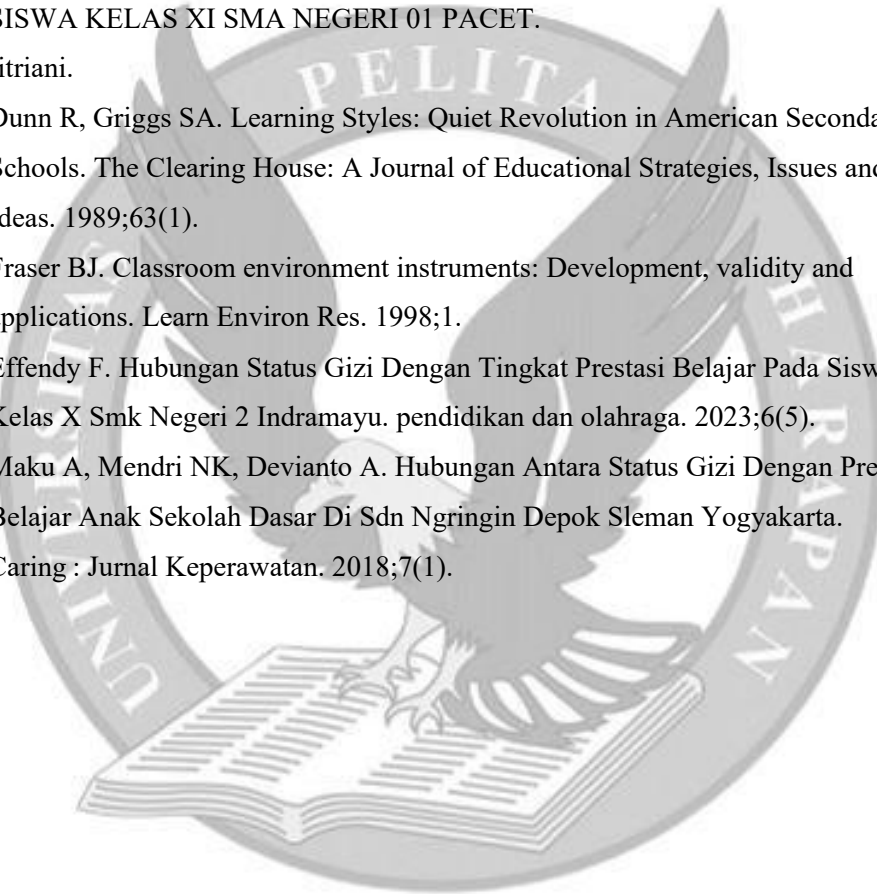 SISWA KELAS XI SMA NEGERI 01 PACET.
itriani.
Dunn R, Griggs SA. Learning Styles: Quiet Revolution in American Seconda
Schools. The Clearing House: A Journal of Educational Strategies, Issues and
deas. 1989;63(1).
Fraser BJ. Classroom environment instruments: Development, validity and
applications. Learn Environ Res. 1998;1.
Effendy F. Hubungan Status Gizi Dengan Tingkat Prestasi Belajar Pada Sisw
Kelas X Smk Negeri 2 Indramayu. pendidikan dan olahraga. 2023;6(5).
Maku A, Mendri NK, Devianto A. Hubungan Antara Status Gizi Dengan Pre
Belajar Anak Sekolah Dasar Di Sdn Ngringin Depok Sleman Yogyakarta.
Caring : Jurnal Keperawatan. 2018;7(1).
UNIVERSITAS PELITA HARAPAN